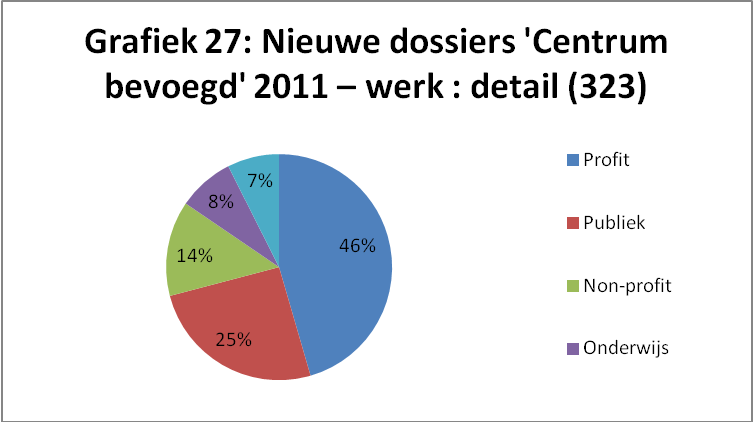 Grafiek 27: Nieuwe dossiers 'Centrum
bevoegd' 2011 – werk : detail (323)
7%
8%
46%
14%
25%
Profit
Publiek
Non-profit
Onderwijs